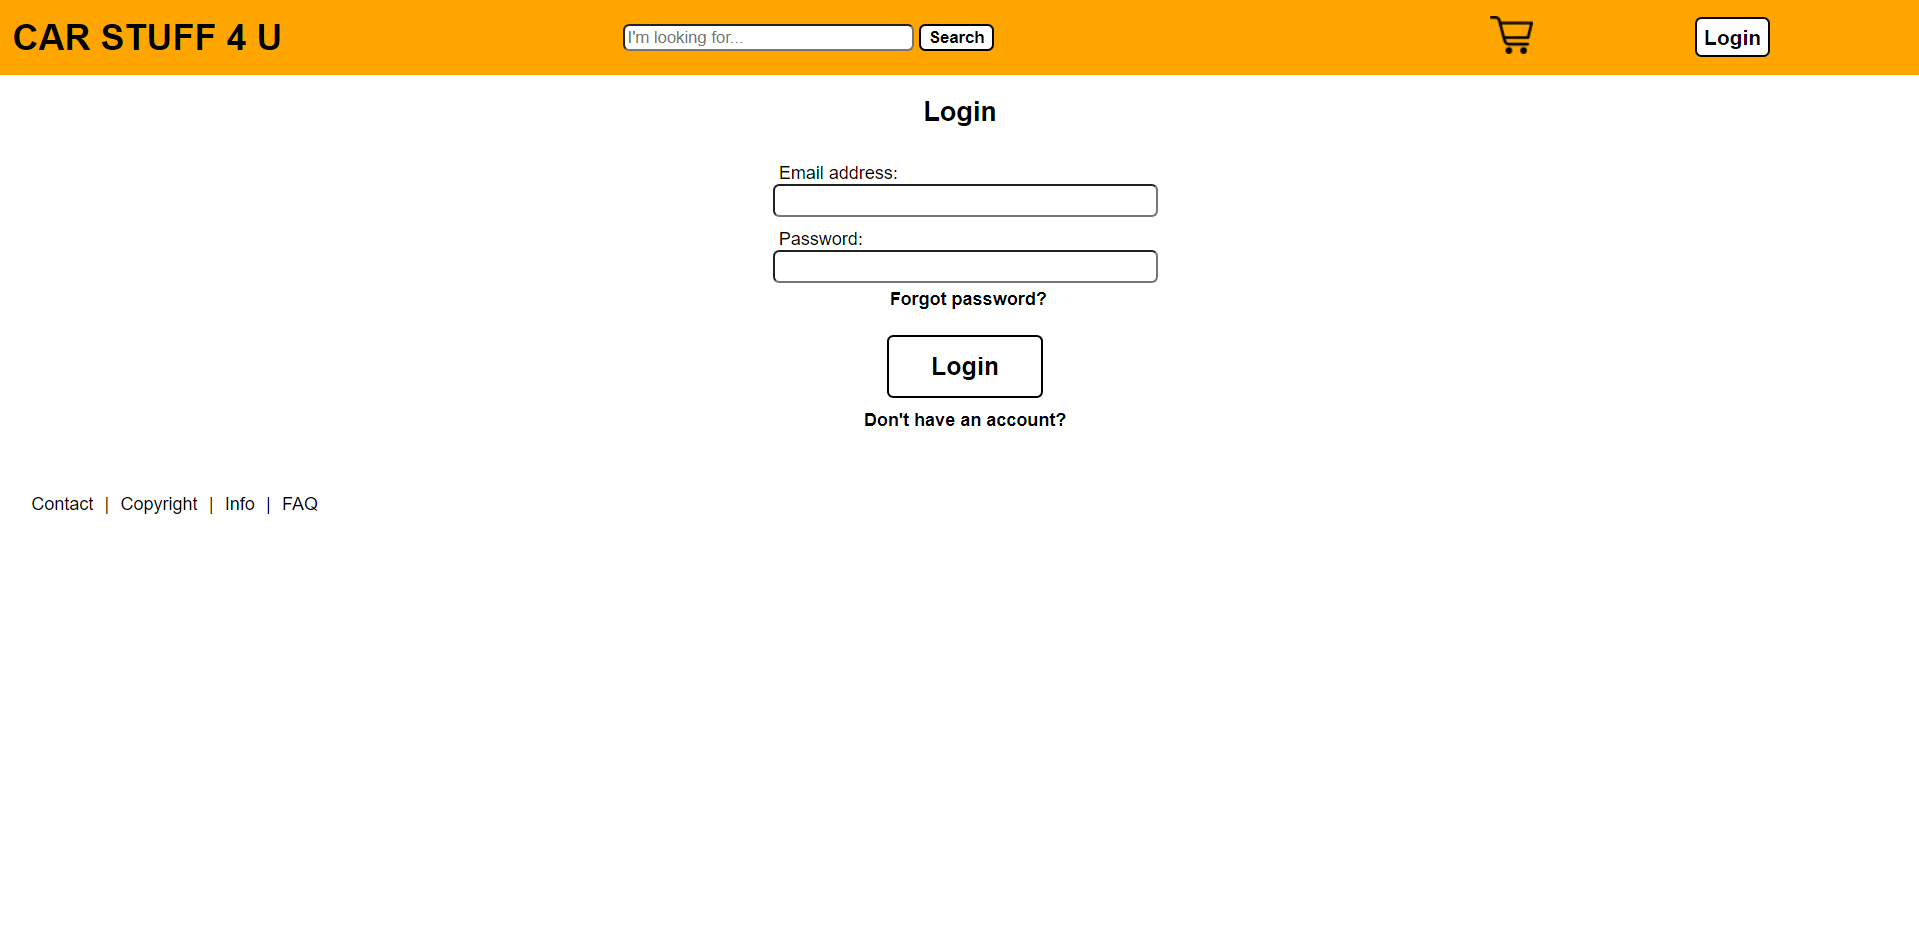 CAR STUFF 4 U
I'm looking for...
Search
Login
Login
Email address:
Password:
Forgot password?
Login
Don't have an account?
Contact | Copyright | Info | FAQ